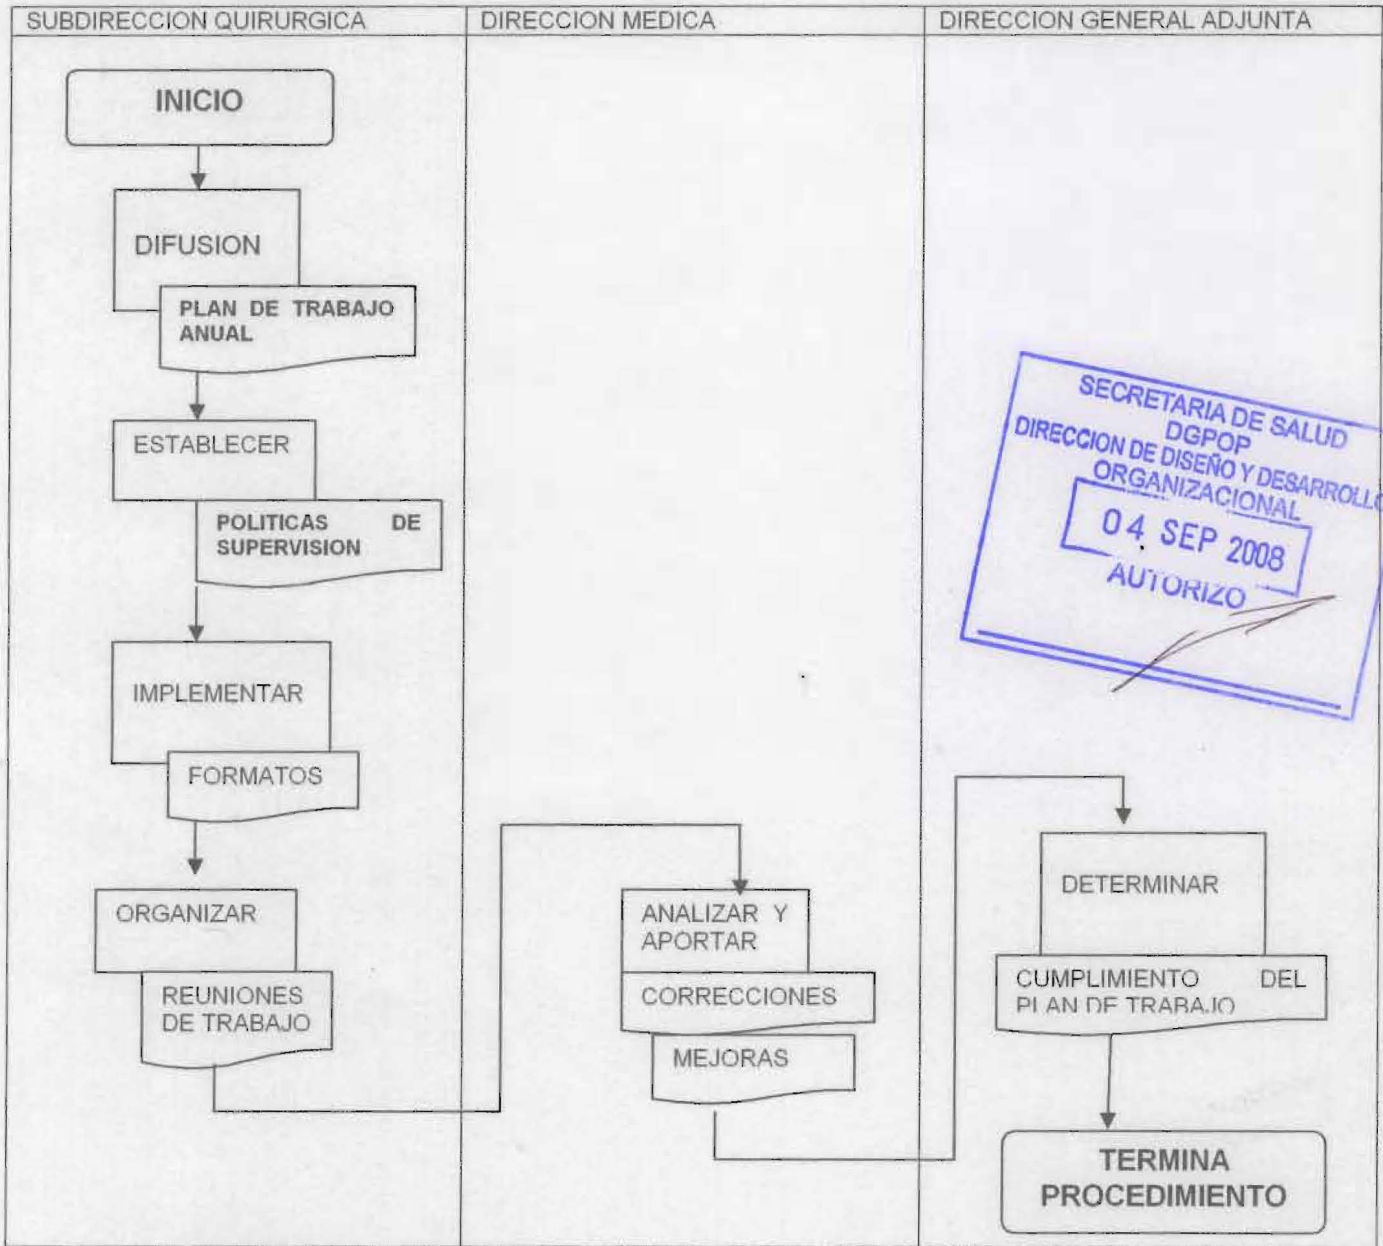 SUBDIRECCION QUIRURGICA
DIRECCION MEDICA
DIRECCION GENERAL ADJUNTA
INICIO
DIFUSION
PLAN DE TRABAJO
ANUAL
ESTABLECER
POLITICAS DE
SUPERVISION
IMPLEMENTAR
FORMATOS
ORGANIZAR
REUNIONES
DE TRABAJO
ANALIZAR Y
APORTAR
CORRECCIONES
MEJORAS
SECRETARIA DE SALUD
DGPOP
DIRECCION DE DISEÑO Y DESARROLLO
ORGANIZACIONAL
04 SEP 2008
AUTORIZO
DETERMINAR
CUMPLIMIENTO DEL
PLAN DE TRABAJO
TERMINA
PROCEDIMIENTO